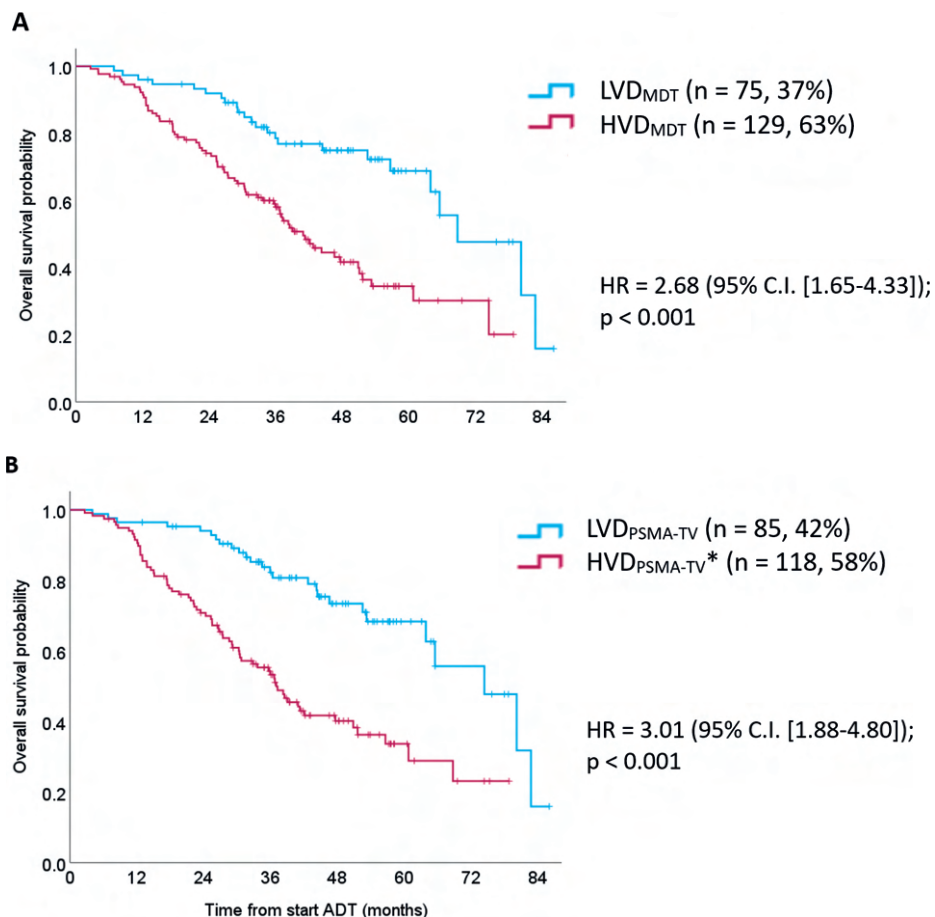 A
1.0
0.8
0.6
0.4
0.2
0.0
Overall survival probability
0 12 24 36 48 60 72 84
LVDMDT (n = 75, 37%)
HVDMDT (n = 129, 63%)
HR = 2.68 (95% C.I. [1.65-4.33]);
p < 0.001
B
1.0
0.8
0.6
0.4
0.2
0.0
Overall survival probability
0 12 24 36 48 60 72 84
Time from start ADT (months)
LVDPSMA-TV (n = 85, 42%)
HVDPSMA-TV* (n = 118, 58%)
HR = 3.01 (95% C.I. [1.88-4.80]);
p < 0.001